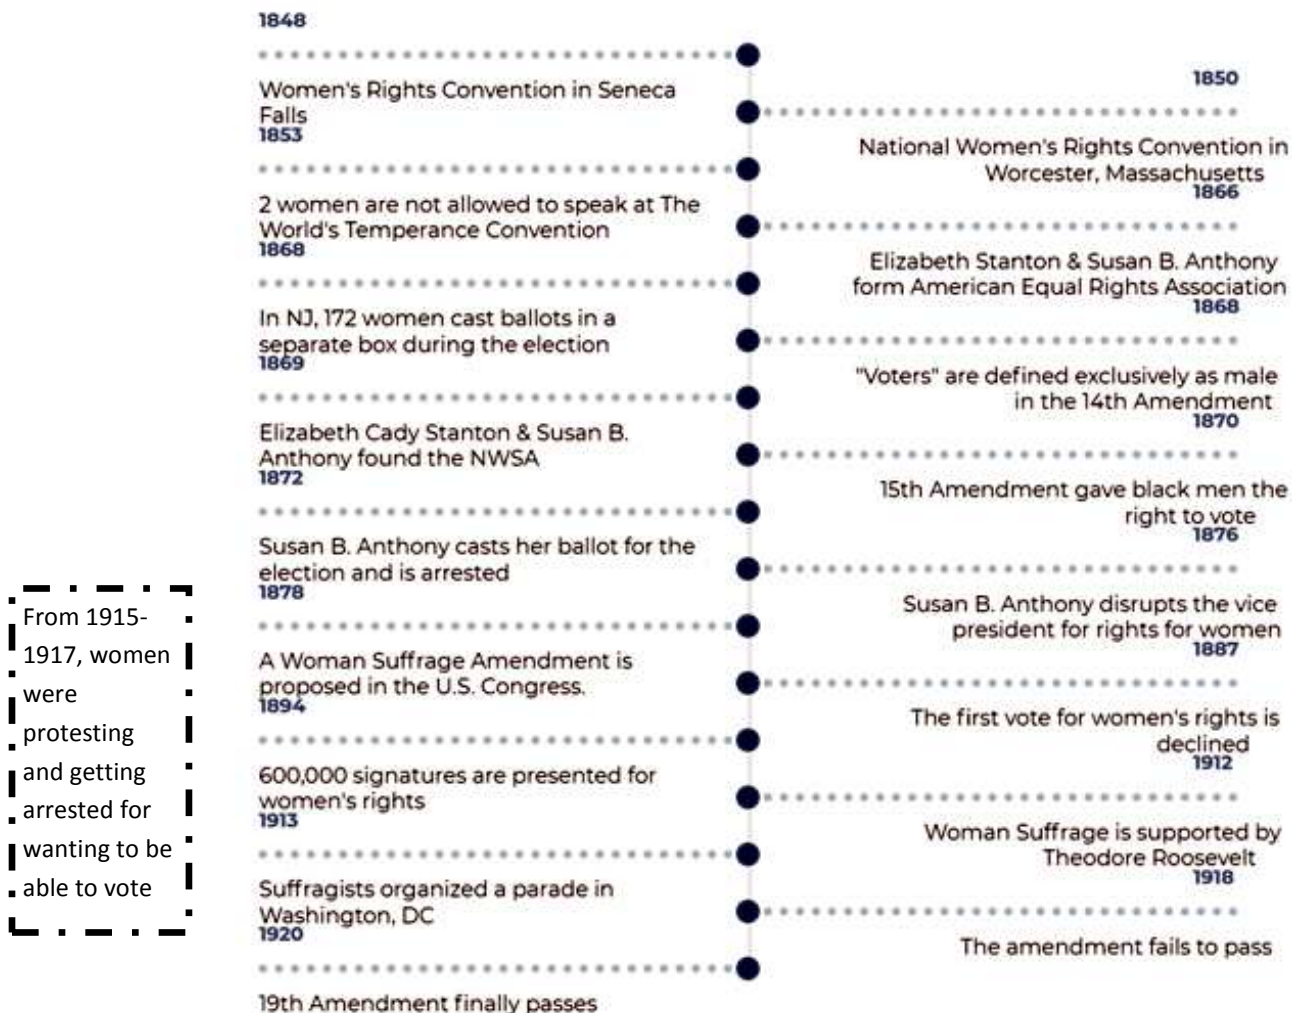 1848
Women's Rights Convention in Seneca
Falls
1850
National Women's Rights Convention in
Worcester, Massachusetts
1853
2 women are not allowed to speak at The
World's Temperance Convention
1866
Elizabeth Stanton & Susan B. Anthony
form American Equal Rights Association
1868
In NJ, 172 women cast ballots in a
separate box during the election
1868
"Voters" are defined exclusively as male
in the 14th Amendment
1869
Elizabeth Cady Stanton & Susan B.
Anthony found the NWSA
1870
15th Amendment gave black men the
right to vote
1872
Susan B. Anthony casts her ballot for the
election and is arrested
1876
Susan B. Anthony disrupts the vice
president for rights for women
1878
A Woman Suffrage Amendment is
proposed in the U.S. Congress.
1887
The first vote for women's rights is
declined
1894
600,000 signatures are presented for
women's rights
1912
Woman Suffrage is supported by
Theodore Roosevelt
1913
Suffragists organized a parade in
Washington, DC
From 1915-
1917, women
were
protesting
and getting
arrested for
wanting to be
able to vote
1918
The amendment fails to pass
1920
19th Amendment finally passes